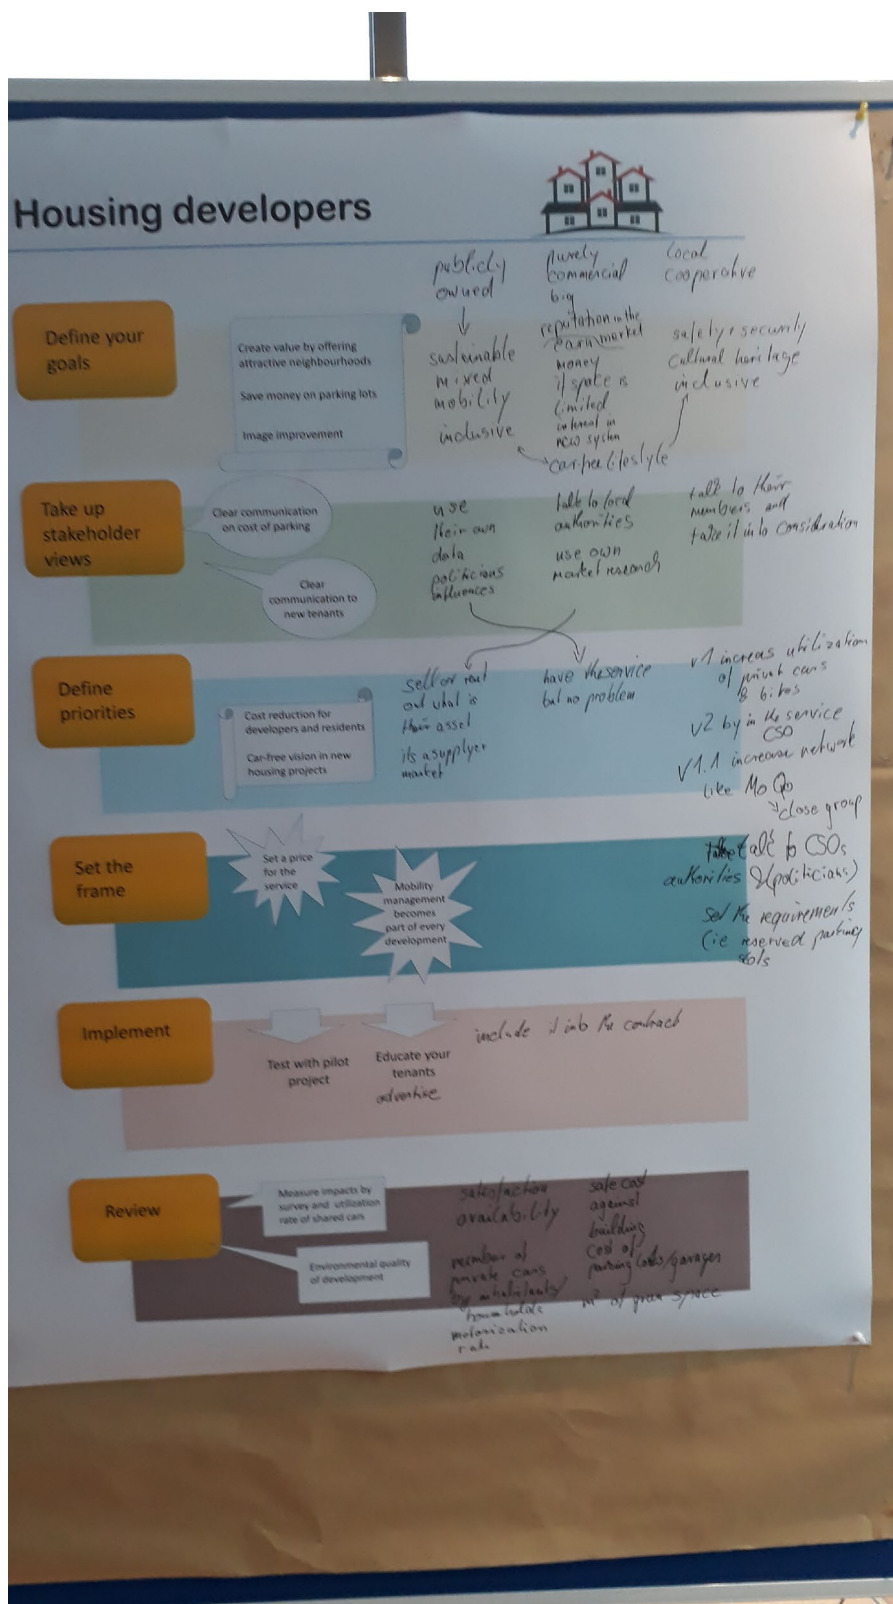 Housing developers
publicly
owned
purely
commercial
big
local
cooperative
Define your
goals
Create value by offering
attractive neighbourhoods
Save money on parking lots
Image improvement
sustainable
mixed
mobility
inclusive
reputation in the
earn market
money
if space is
limited
interest in
new system
safety + security
cultural heritage
inclusive
car-free lifestyle
Take up
stakeholder
views
Clear communication
on cost of parking
Clear
communication to
new tenants
use
their own
data
politicians
influences
talk to local
authorities
use own
market research
talk to their
members and
take it into consideration
Define
priorities
Cost reduction for
developers and residents
Car-free vision in new
housing projects
sell or rent
out what is
their asset
its a supplyer
market
have the service
but no problem
v1 increas utilization
of private cars
& bikes
v2 by in the service
CSO
v1.1 increase network
like MoQo
close group
Set the
frame
Set a price
for the
service
Mobility
management
becomes
part of every
development
talk to CSOs
authorities &(politicians)
set the requirements
(ie reserved parking
slots
Implement
Test with pilot
project
Educate your
tenants
advertise
include it into the contract
Review
Measure impacts by
survey and utilization
rate of shared cars
Environmental quality
of development
satisfaction
availability
number of
private cars
by inhabitants/
households
motorication
rate
safe cost
against
building
cost of
parking lots/garages
m² of green space